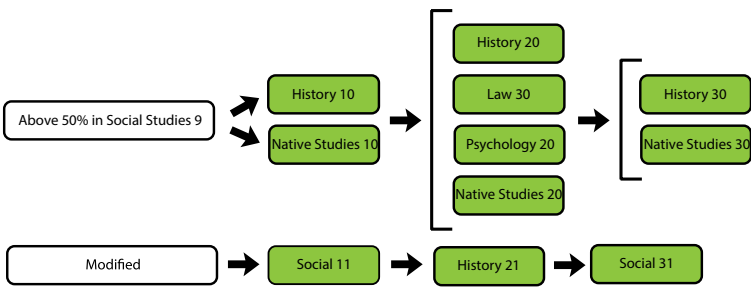 Above 50% in Social Studies 9
History 10
Native Studies 10
History 20
Law 30
Psychology 20
Native Studies 20
History 30
Native Studies 30
Modified
Social 11
History 21
Social 31